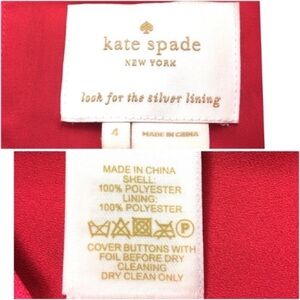 kate spade
NEW YORK
look for the silver lining
4
MADE IN CHINA
MADE IN CHINA
SHELL:
100% POLYESTER
LINING:
100% POLYESTER
P
COVER BUTTONS WITH
FOIL BEFORE DRY
CLEANING
DRY CLEAN ONLY